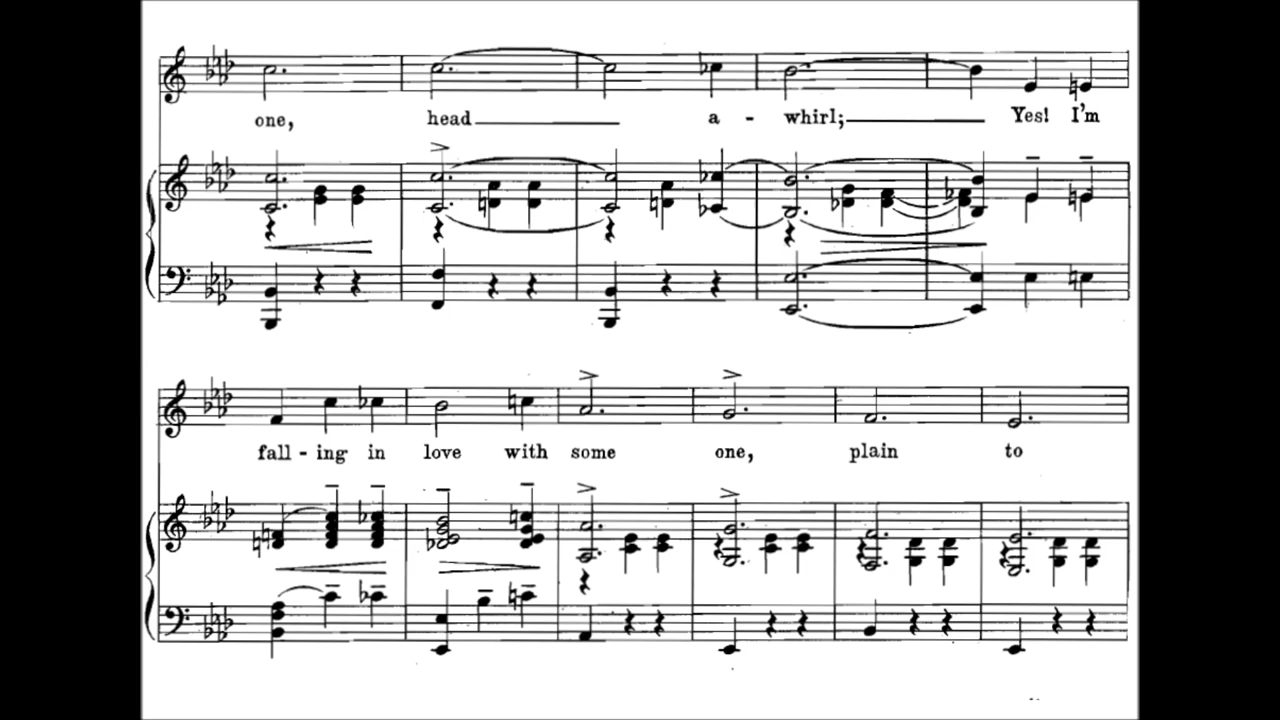 one, head a - whirl; Yes! I'm
fall - ing in love with some one, plain to